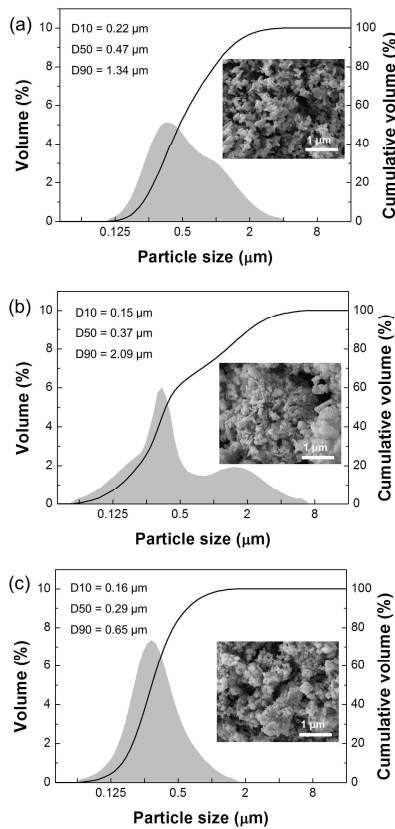 (a)
D10 = 0.22 µm
D50 = 0.47 µm
D90 = 1.34 µm
Volume (%)
10
8
6
4
2
0
100
80
60
40
20
0
Cumulative volume (%)
1 µm
0.125 0.5 2 8
Particle size (µm)
(b)
D10 = 0.15 µm
D50 = 0.37 µm
D90 = 2.09 µm
Volume (%)
10
8
6
4
2
0
100
80
60
40
20
0
Cumulative volume (%)
1 µm
0.125 0.5 2 8
Particle size (µm)
(c)
D10 = 0.16 µm
D50 = 0.29 µm
D90 = 0.65 µm
Volume (%)
10
8
6
4
2
0
100
80
60
40
20
0
Cumulative volume (%)
1 µm
0.125 0.5 2 8
Particle size (µm)